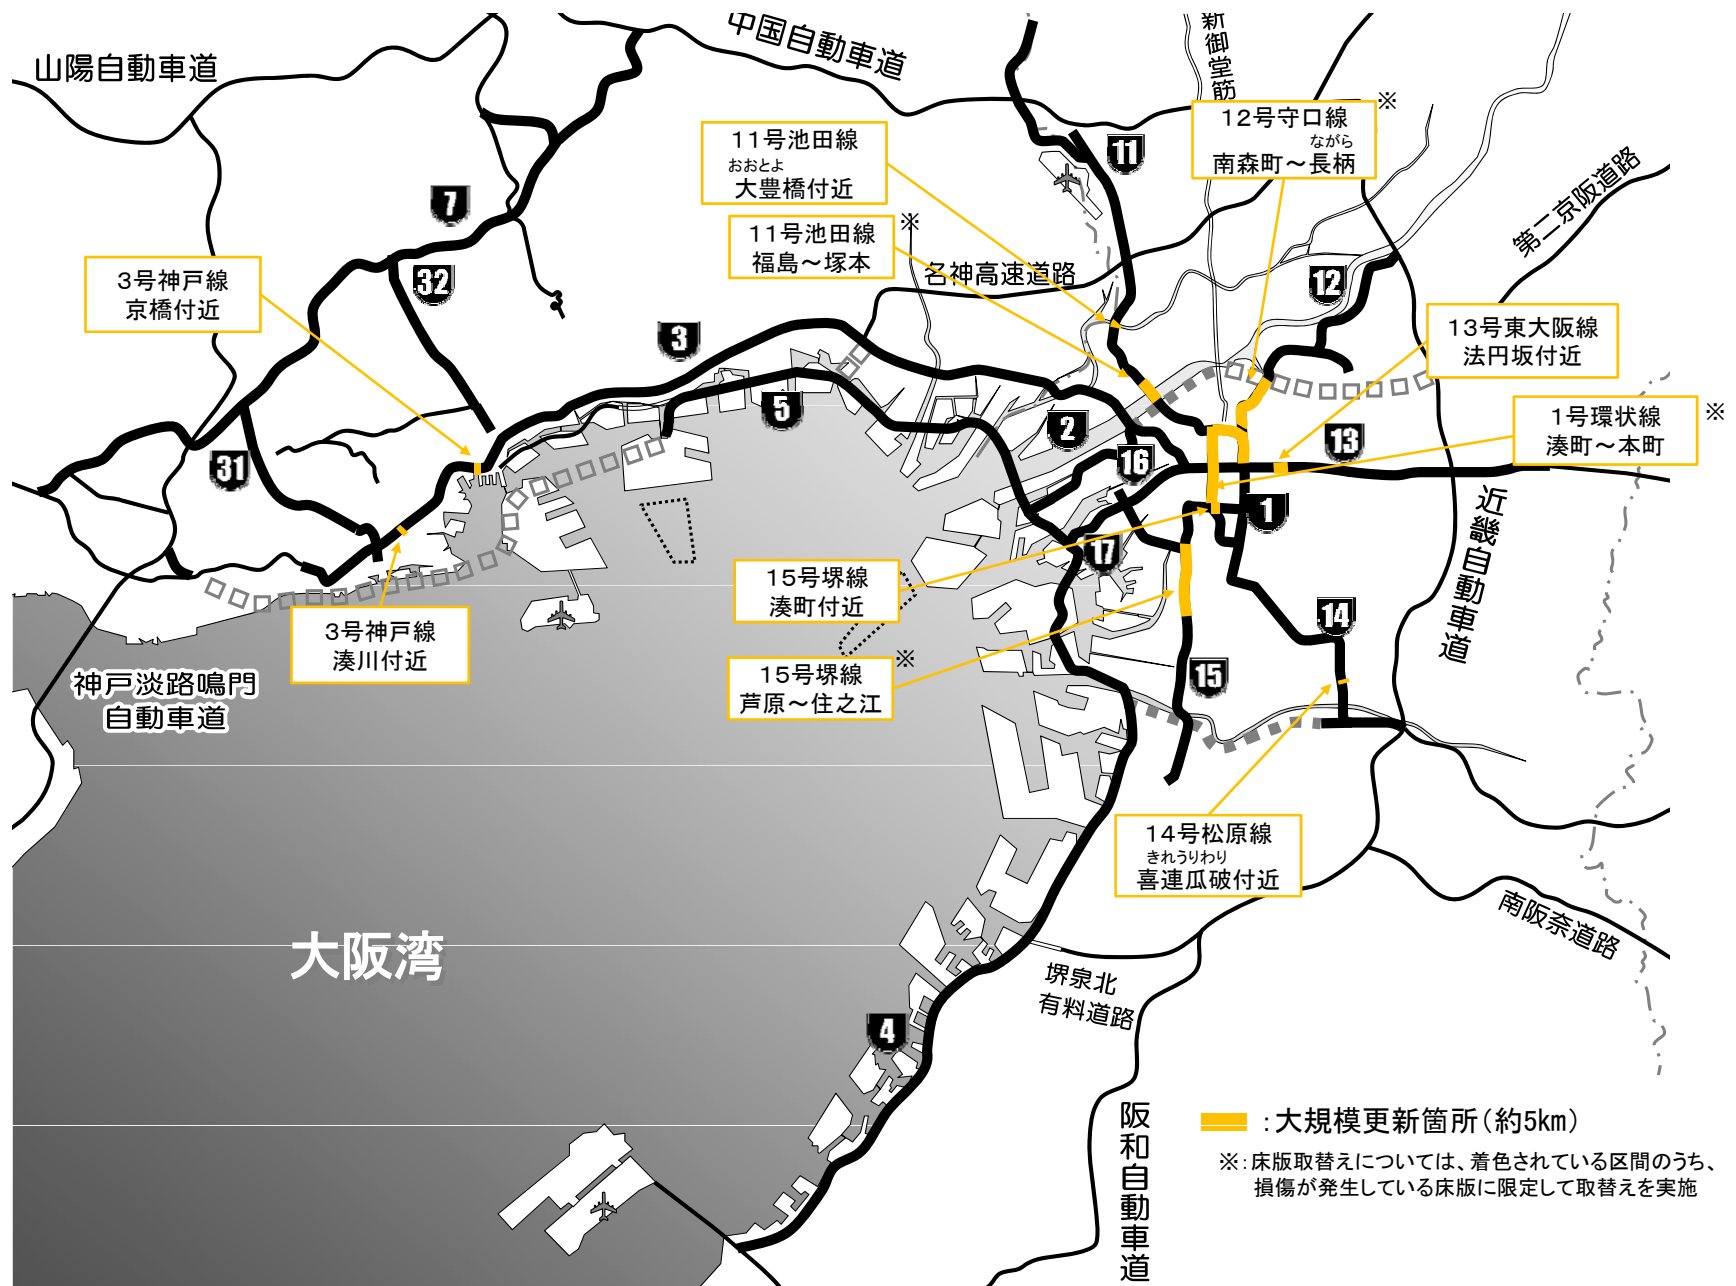 山陽自動車道
中国自動車道
新御堂筋
※
12号守口線
ながら
南森町～長柄
11号池田線
おおとよ
大豊橋付近
11
第二京阪道路
7
※
11号池田線
福島～塚本
名神高速道路
32
12
3号神戸線
京橋付近
3
13号東大阪線
法円坂付近
5
2
※
1号環状線
湊町～本町
13
31
16
1
近畿自動車道
17
15号堺線
湊町付近
14
3号神戸線
湊川付近
※
15号堺線
芦原～住之江
15
神戸淡路鳴門
自動車道
14号松原線
きれうりわり
喜連瓜破付近
南阪奈道路
大阪湾
堺泉北
有料道路
4
阪和自動車道
：大規模更新箇所（約5km）
※：床版取替えについては、着色されている区間のうち、
損傷が発生している床版に限定して取替えを実施